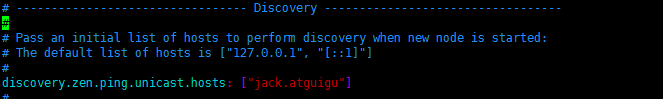 # --------------------------------- Discovery ----------------------------------
#
# Pass an initial list of hosts to perform discovery when new node is started:
# The default list of hosts is ["127.0.0.1", "[::1]"]
#
discovery.zen.ping.unicast.hosts: ["jack.atguigu"]
#